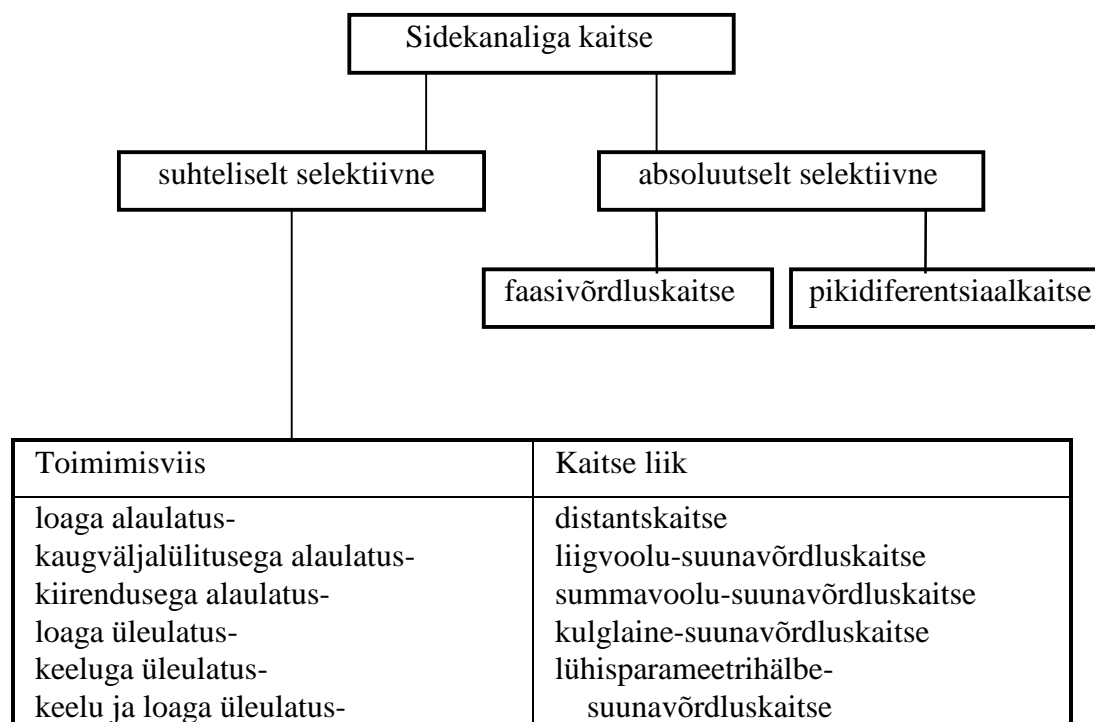 Sidekanaliga kaitse
suhteliselt selektiivne
absoluutselt selektiivne
faasivõrdluskaitse
pikidiferentsiaalkaitse
Toimimisviis
Kaitse liik
loaga alaulatus-
kaugväljalülitusega alaulatus-
kiirendusega alaulatus-
loaga üleulatus-
keeluga üleulatus-
keelu ja loaga üleulatus-
distantskaitse
liigvoolu-suunavõrdluskaitse
summavoolu-suunavõrdluskaitse
kulglaine-suunavõrdluskaitse
lühisparameetrihälbe-
suunavõrdluskaitse